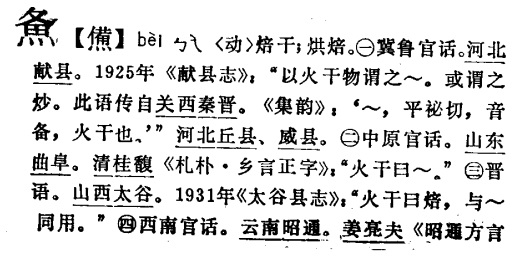 bèi ㄅㄟˋ 〈动〉焙干；烘焙。㊀冀鲁官话。河北
献县。1925年《献县志》：“以火干物谓之～。或谓之
炒。此语传自关西秦晋。《集韵》：‘～，平祕切，音
备，火干也。’”河北丘县、威县。㊁中原官话。山东
曲阜。清桂馥《札朴·乡言正字》：“火干曰～。”㊂晋
语。山西太谷。1931年《太谷县志》：“火干曰焙，与～
同用。”㊃西南官话。云南昭通。姜亮夫《昭通方言